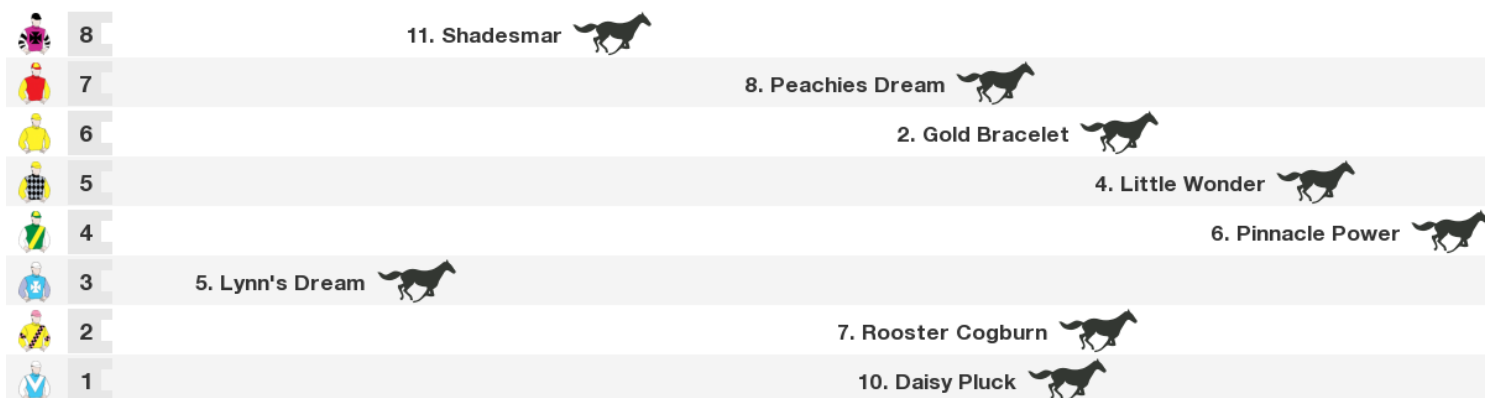 8 11. Shadesmar
7 8. Peachies Dream
6 2. Gold Bracelet
5 4. Little Wonder
4 6. Pinnacle Power
3 5. Lynn's Dream
2 7. Rooster Cogburn
1 10. Daisy Pluck